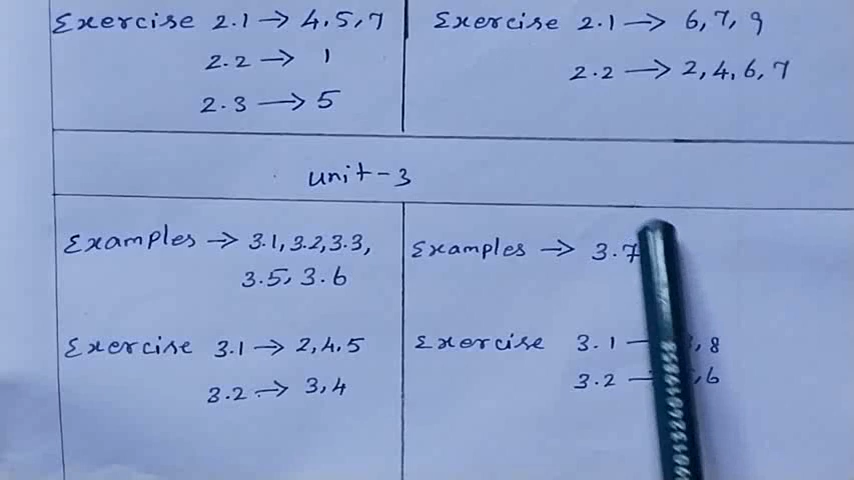 Exercise 2.1 → 4,5,7
2.2 → 1
2.3 → 5
Exercise 2.1 → 6,7,9
2.2 → 2,4,6,7
Unit-3
Examples → 3.1, 3.2, 3.3,
3.5, 3.6
Exercise 3.1 → 2,4,5
3.2 → 3,4
Examples → 3.7
Exercise 3.1 → ,8
3.2 → ,6